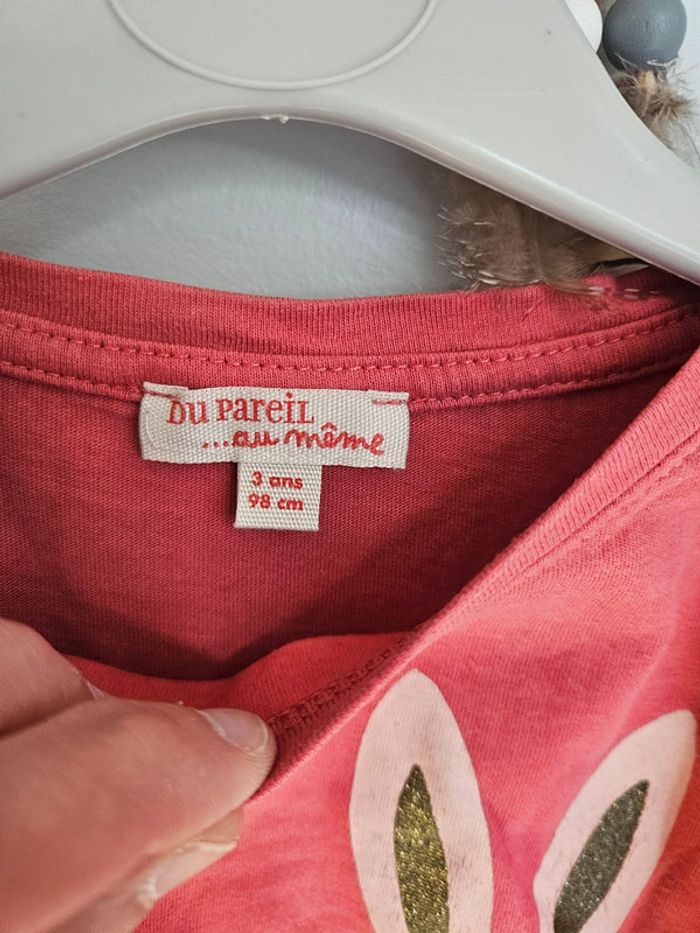 Du Pareil
...au même
3 ans
98 cm